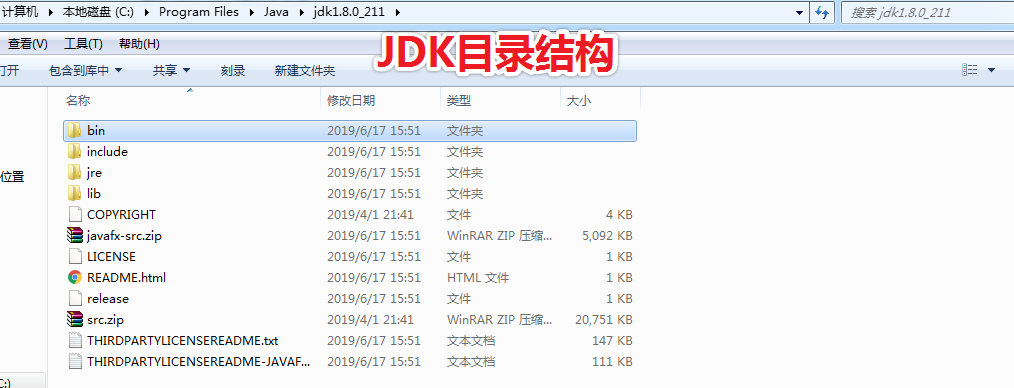 计算机 ▸ 本地磁盘 (C:) ▸ Program Files ▸ Java ▸ jdk1.8.0_211 ▸ 搜索 jdk1.8.0_211
查看(V) 工具(T) 帮助(H)
JDK目录结构
打开 包含到库中 共享 刻录 新建文件夹
名称 修改日期 类型 大小
bin 2019/6/17 15:51 文件夹
include 2019/6/17 15:51 文件夹
jre 2019/6/17 15:51 文件夹
位置
lib 2019/6/17 15:51 文件夹
COPYRIGHT 2019/4/1 21:41 文件 4 KB
javafx-src.zip 2019/6/17 15:51 WinRAR ZIP 压缩... 5,092 KB
LICENSE 2019/6/17 15:51 文件 1 KB
README.html 2019/6/17 15:51 HTML 文件 1 KB
release 2019/6/17 15:51 文件 1 KB
src.zip 2019/4/1 21:41 WinRAR ZIP 压缩... 20,751 KB
THIRDPARTYLICENSEREADME.txt 2019/6/17 15:51 文本文档 147 KB
THIRDPARTYLICENSEREADME-JAVAF... 2019/6/17 15:51 文本文档 111 KB
C:)